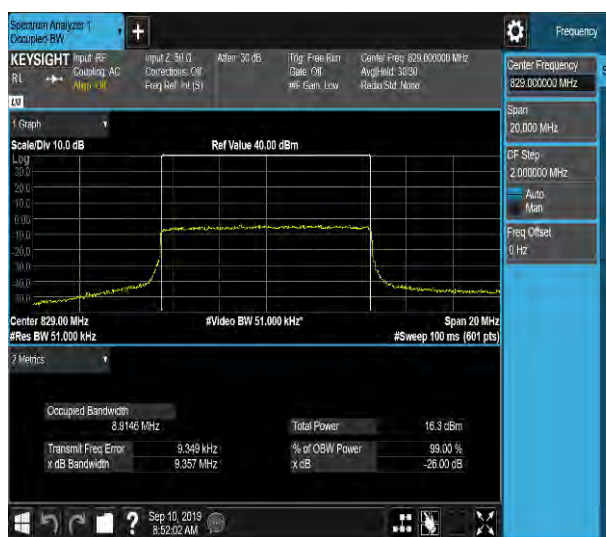 Spectrum Analyzer 1
Occupied BW
+
Frequency
KEYSIGHT
RL
Input: RF
Coupling: AC
Align: Off
Input Z: 50 Ω
Corrections: Off
Freq Ref: Int (S)
Atten: 30 dB
Trig: Free Run
Gate: Off
#IF Gain: Low
Center Freq: 829.000000 MHz
Avg|Hold: 30/30
Radio Std: None
1 Graph
Scale/Div 10.0 dB
Ref Value 40.00 dBm
Log
30.0
20.0
10.0
0.00
-10.0
-20.0
-30.0
-40.0
-50.0
Center 829.00 MHz
#Video BW 51.000 kHz*
Span 20 MHz
#Res BW 51.000 kHz
#Sweep 100 ms (601 pts)
2 Metrics
Occupied Bandwidth
8.9146 MHz
Total Power
16.3 dBm
Transmit Freq Error
9.349 kHz
% of OBW Power
99.00 %
x dB Bandwidth
9.357 MHz
x dB
-26.00 dB
Center Frequency
829.000000 MHz
Span
20.000 MHz
CF Step
2.000000 MHz
Auto
Man
Freq Offset
0 Hz
?
Sep 10, 2019
8:52:02 AM